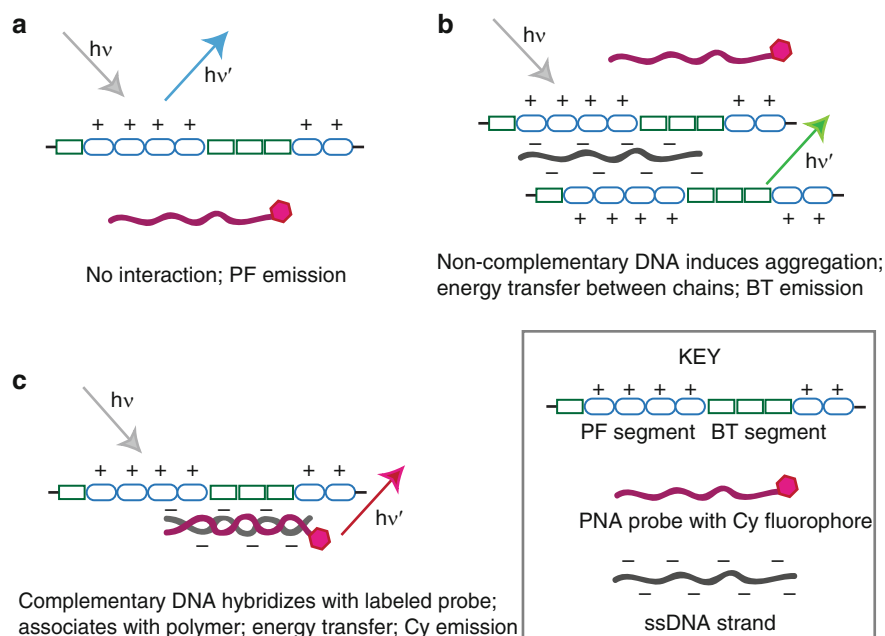 a
hν
hν′
+ + + + + +
No interaction; PF emission
b
hν
+ + + + + +
− − − −
hν′
− − − −
+ + + + + +
Non-complementary DNA induces aggregation;
energy transfer between chains; BT emission
c
hν
+ + + + + +
− − −
hν′
− − −
Complementary DNA hybridizes with labeled probe;
associates with polymer; energy transfer; Cy emission
KEY
+ + + + + +
PF segment BT segment
PNA probe with Cy fluorophore
− − − −
− − − −
ssDNA strand